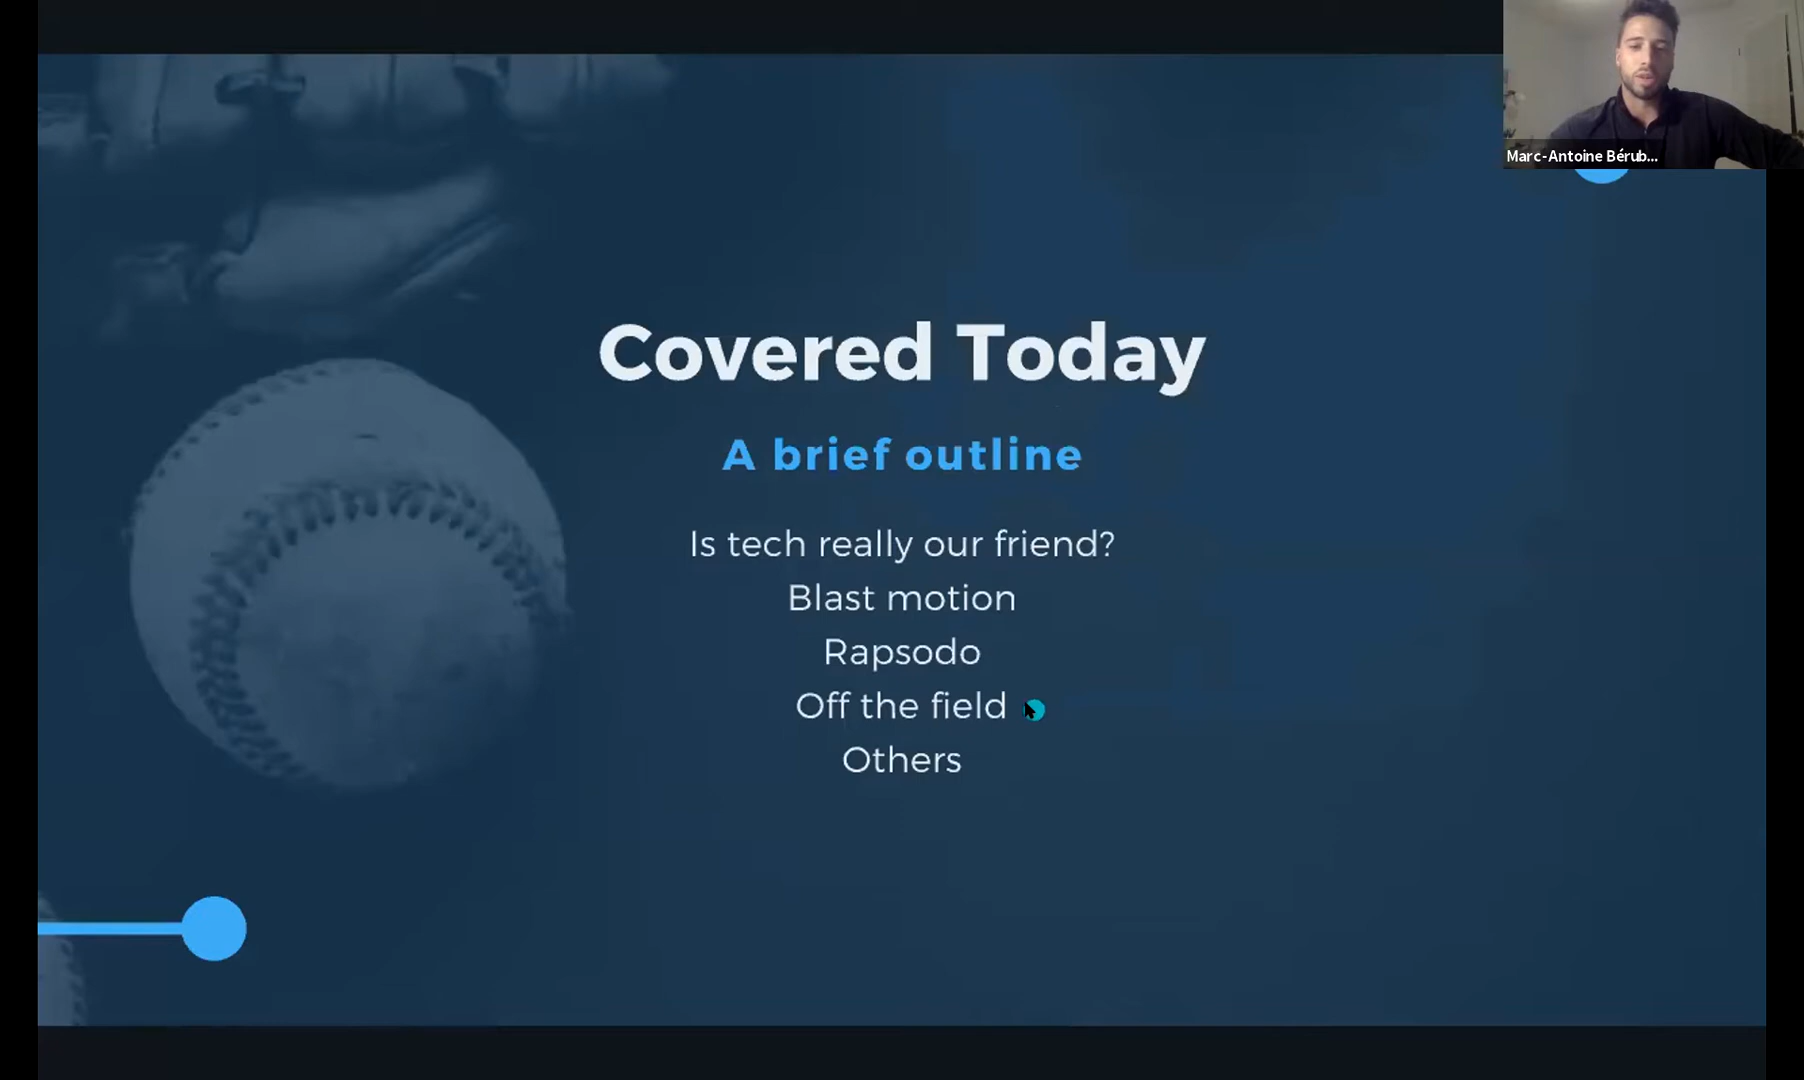 Marc-Antoine Bérub...
Covered Today
A brief outline
Is tech really our friend?
Blast motion
Rapsodo
Off the field
Others